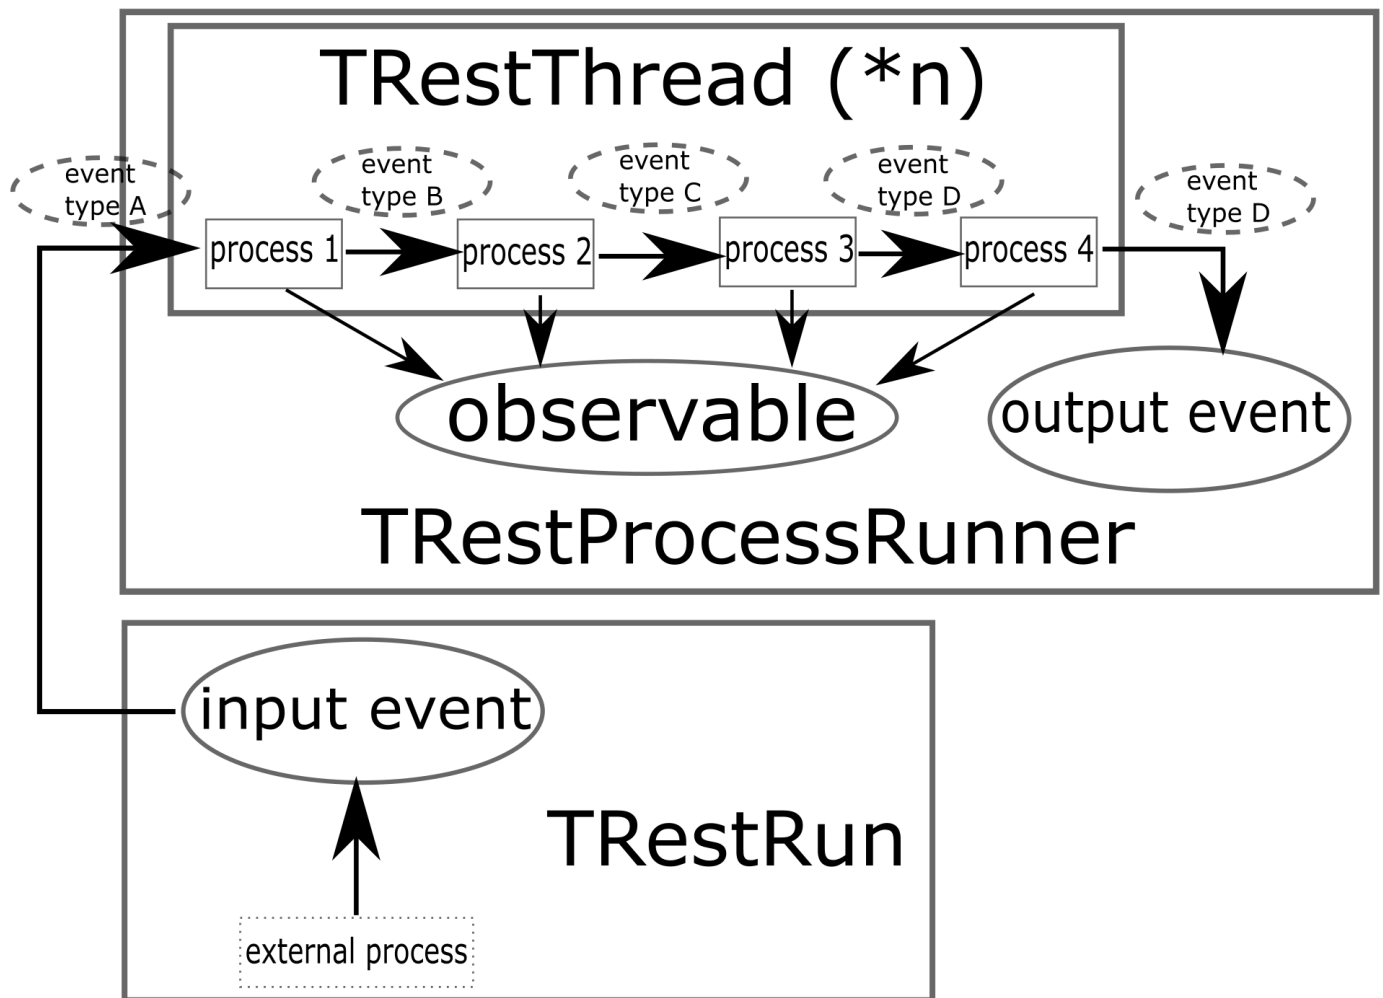 TRestThread (*n)
event
type A
event
type B
event
type C
event
type D
event
type D
process 1
process 2
process 3
process 4
observable
output event
TRestProcessRunner
input event
TRestRun
external process